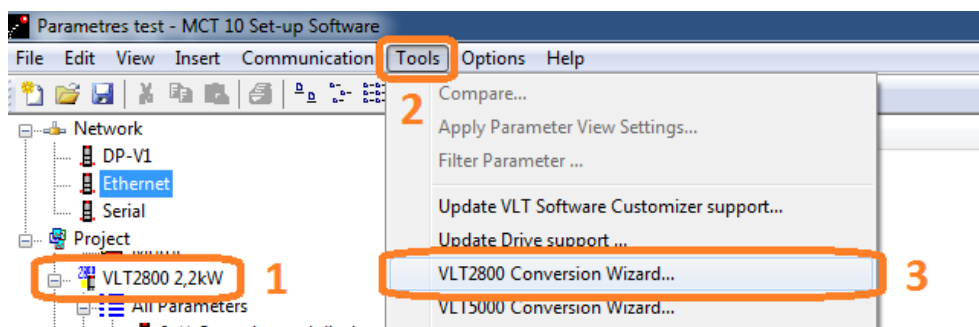 Parametres test - MCT 10 Set-up Software
File Edit View Insert Communication Tools Options Help
2
Compare...
Apply Parameter View Settings...
Filter Parameter ...
Update VLT Software Customizer support...
Update Drive support ...
VLT2800 Conversion Wizard...
3
VLT5000 Conversion Wizard...
Network
DP-V1
Ethernet
Serial
Project
VLT2800 2,2kW
1
All Parameters